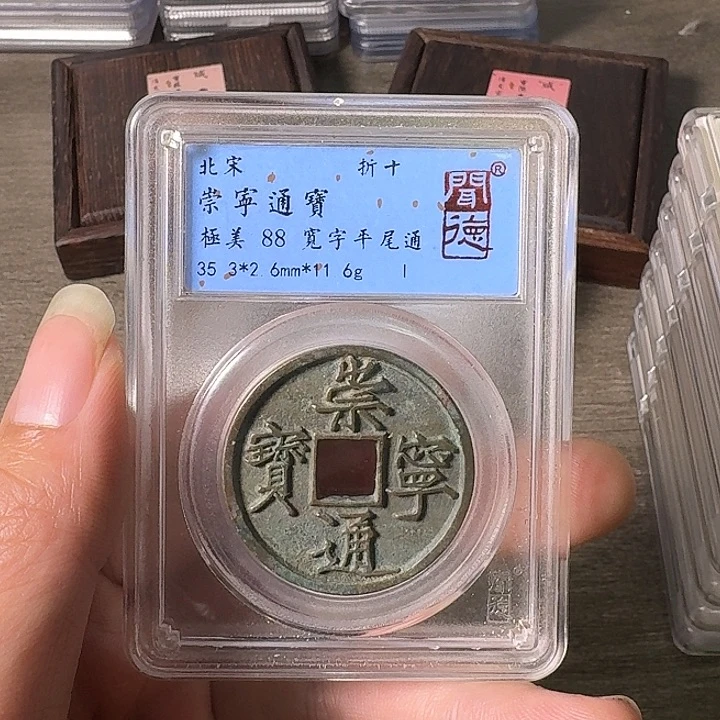 北宋 折十
崇寧通寶
極美 88 寬字平尾通
35 3*2 6mm*11 6g I
聞德
®
崇寧通寶